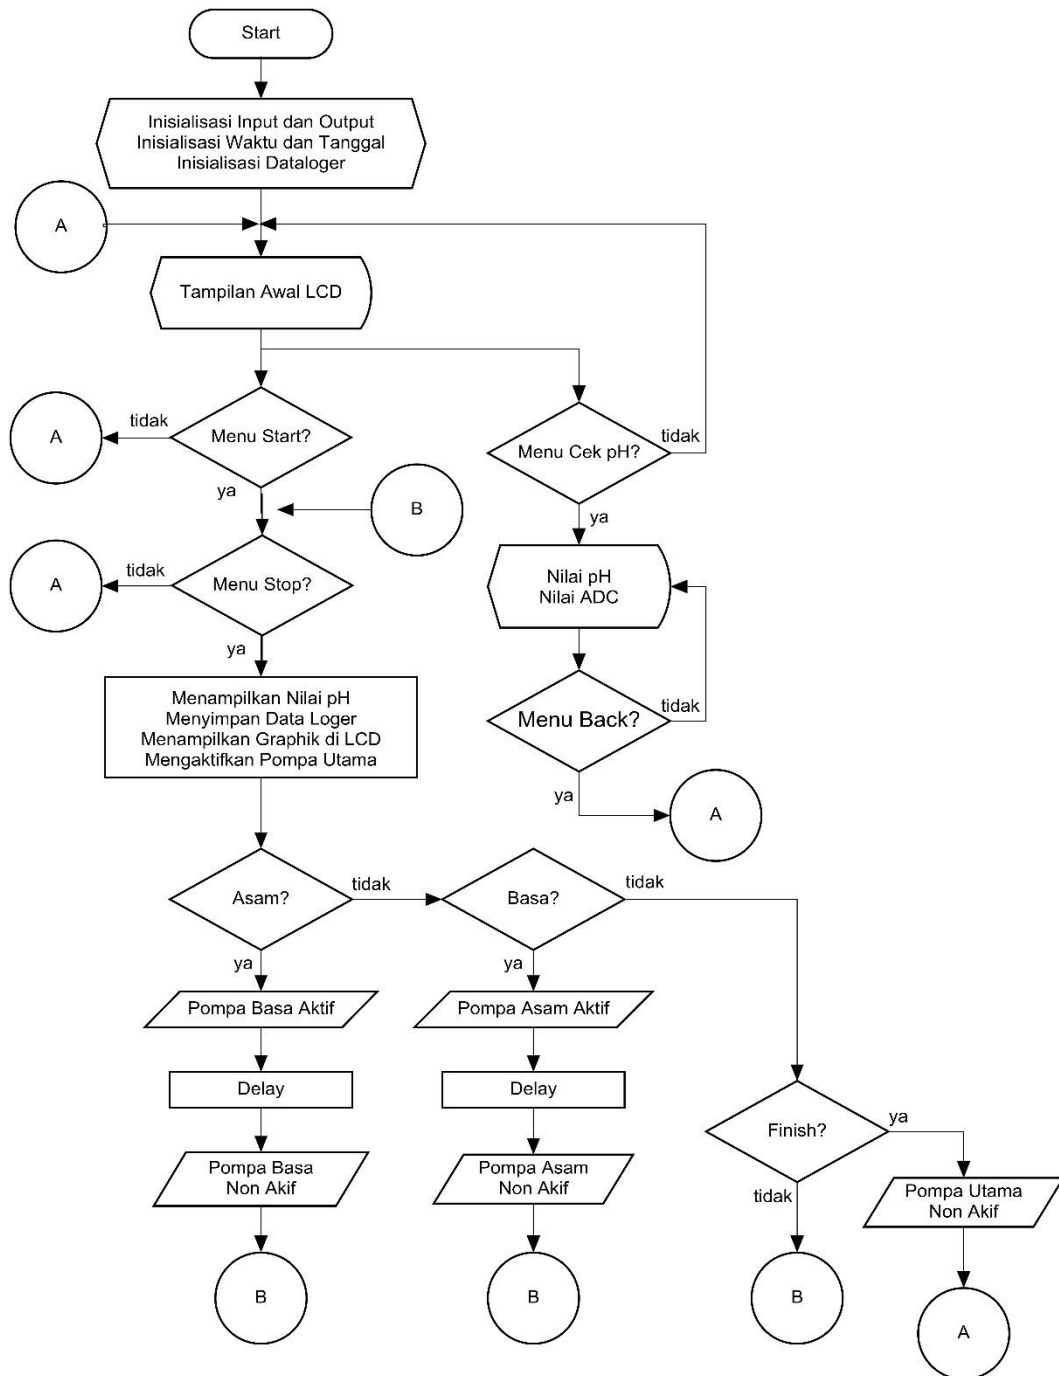 Start
Inisialisasi Input dan Output
Inisialisasi Waktu dan Tanggal
Inisialisasi Dataloger
A
Tampilan Awal LCD
A
tidak
Menu Start?
Menu Cek pH?
tidak
ya
B
ya
A
tidak
Menu Stop?
Nilai pH
Nilai ADC
ya
Menampilkan Nilai pH
Menyimpan Data Loger
Menampilkan Graphik di LCD
Mengaktifkan Pompa Utama
Menu Back?
tidak
ya
A
Asam?
tidak
Basa?
tidak
ya
ya
Pompa Basa Aktif
Pompa Asam Aktif
Delay
Delay
Finish?
ya
Pompa Basa
Non Akif
Pompa Asam
Non Akif
tidak
Pompa Utama
Non Akif
B
B
B
A